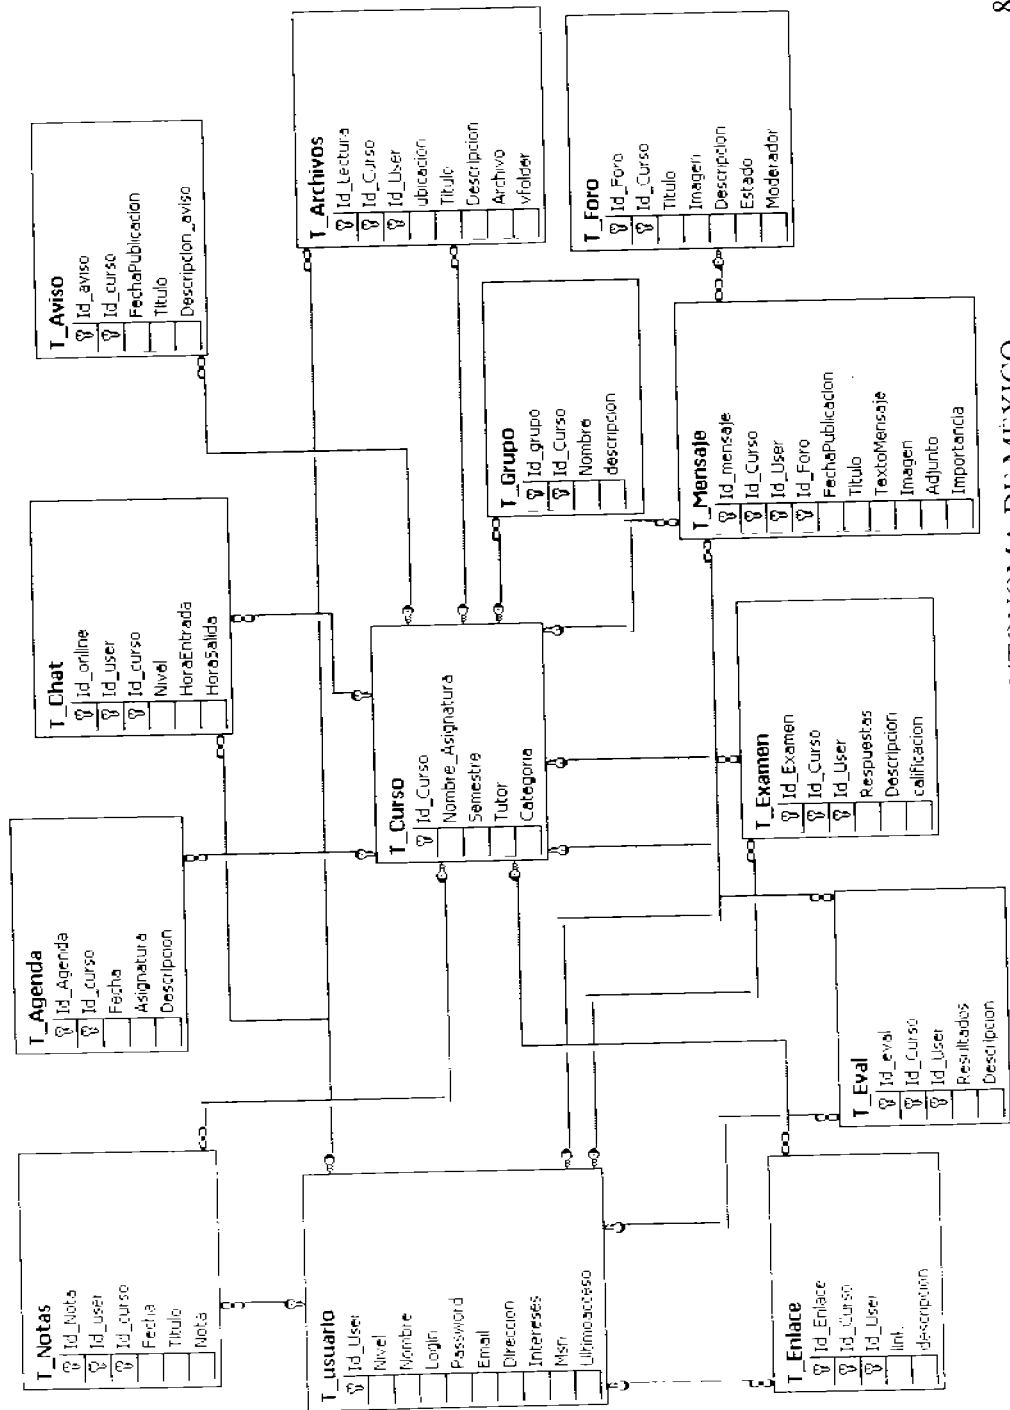 T_Notas
Id_Nota
Id_user
Id_curso
Fecha
Titulo
Nota
T_Agenda
Id_Agenda
Id_curso
Fecha
Asignatura
Descripcion
T_Chat
Id_online
Id_user
Id_curso
Nivel
HoraEntrada
HoraSalida
T_Aviso
Id_aviso
Id_curso
FechaPublicacion
Titulo
Descripcion_aviso
T_usuario
Id_User
Nivel
Nombre
Login
Password
Email
Direccion
Intereses
Msn
Ultimoacceso
T_Curso
Id_Curso
Nombre_Asignatura
Semestre
Tutor
Categoria
T_Archivos
Id_Lectura
Id_Curso
Id_User
ubicacion
Titulo
Descripcion
Archivo
vfolder
T_Grupo
Id_grupo
Id_Curso
Nombre
descripcion
T_Foro
Id_Foro
Id_Curso
Titulo
Imagen
Descripcion
Estado
Moderador
T_Mensaje
Id_mensaje
Id_Curso
Id_User
Id_Foro
FechaPublicacion
Titulo
TextoMensaje
Imagen
Adjunto
Importancia
T_Examen
Id_Examen
Id_Curso
Id_User
Respuestas
Descripcion
calificacion
T_Eval
Id_eval
Id_Curso
Id_User
Resultados
Descripcion
T_Enlace
Id_Enlace
Id_Curso
Id_User
link
descripcion
DE MÉXICO
8